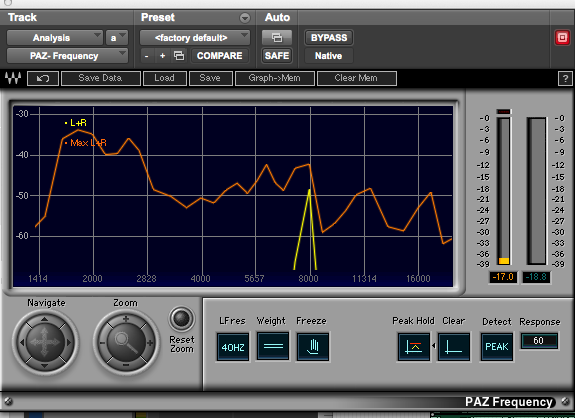 Track Preset Auto
Analysis a <factory default>
BYPASS
PAZ- Frequency - + COMPARE SAFE Native
Save Data Load Save Graph->Mem Clear Mem ?
-30 L+R
Max L+R
-40
-50
-60
1414 2000 2828 4000 5657 8000 11314 16000
-0 -0
-3 -3
-6 -6
-9 -9
-12 -12
-15 -15
-18 -18
-21 -21
-24 -24
-27 -27
-30 -30
-33 -33
-36 -36
-39 -39
-17.0 -18.8
Navigate Zoom
Reset
Zoom
LF res Weight Freeze Peak Hold Clear Detect Response
40HZ PEAK 60
PAZ Frequency